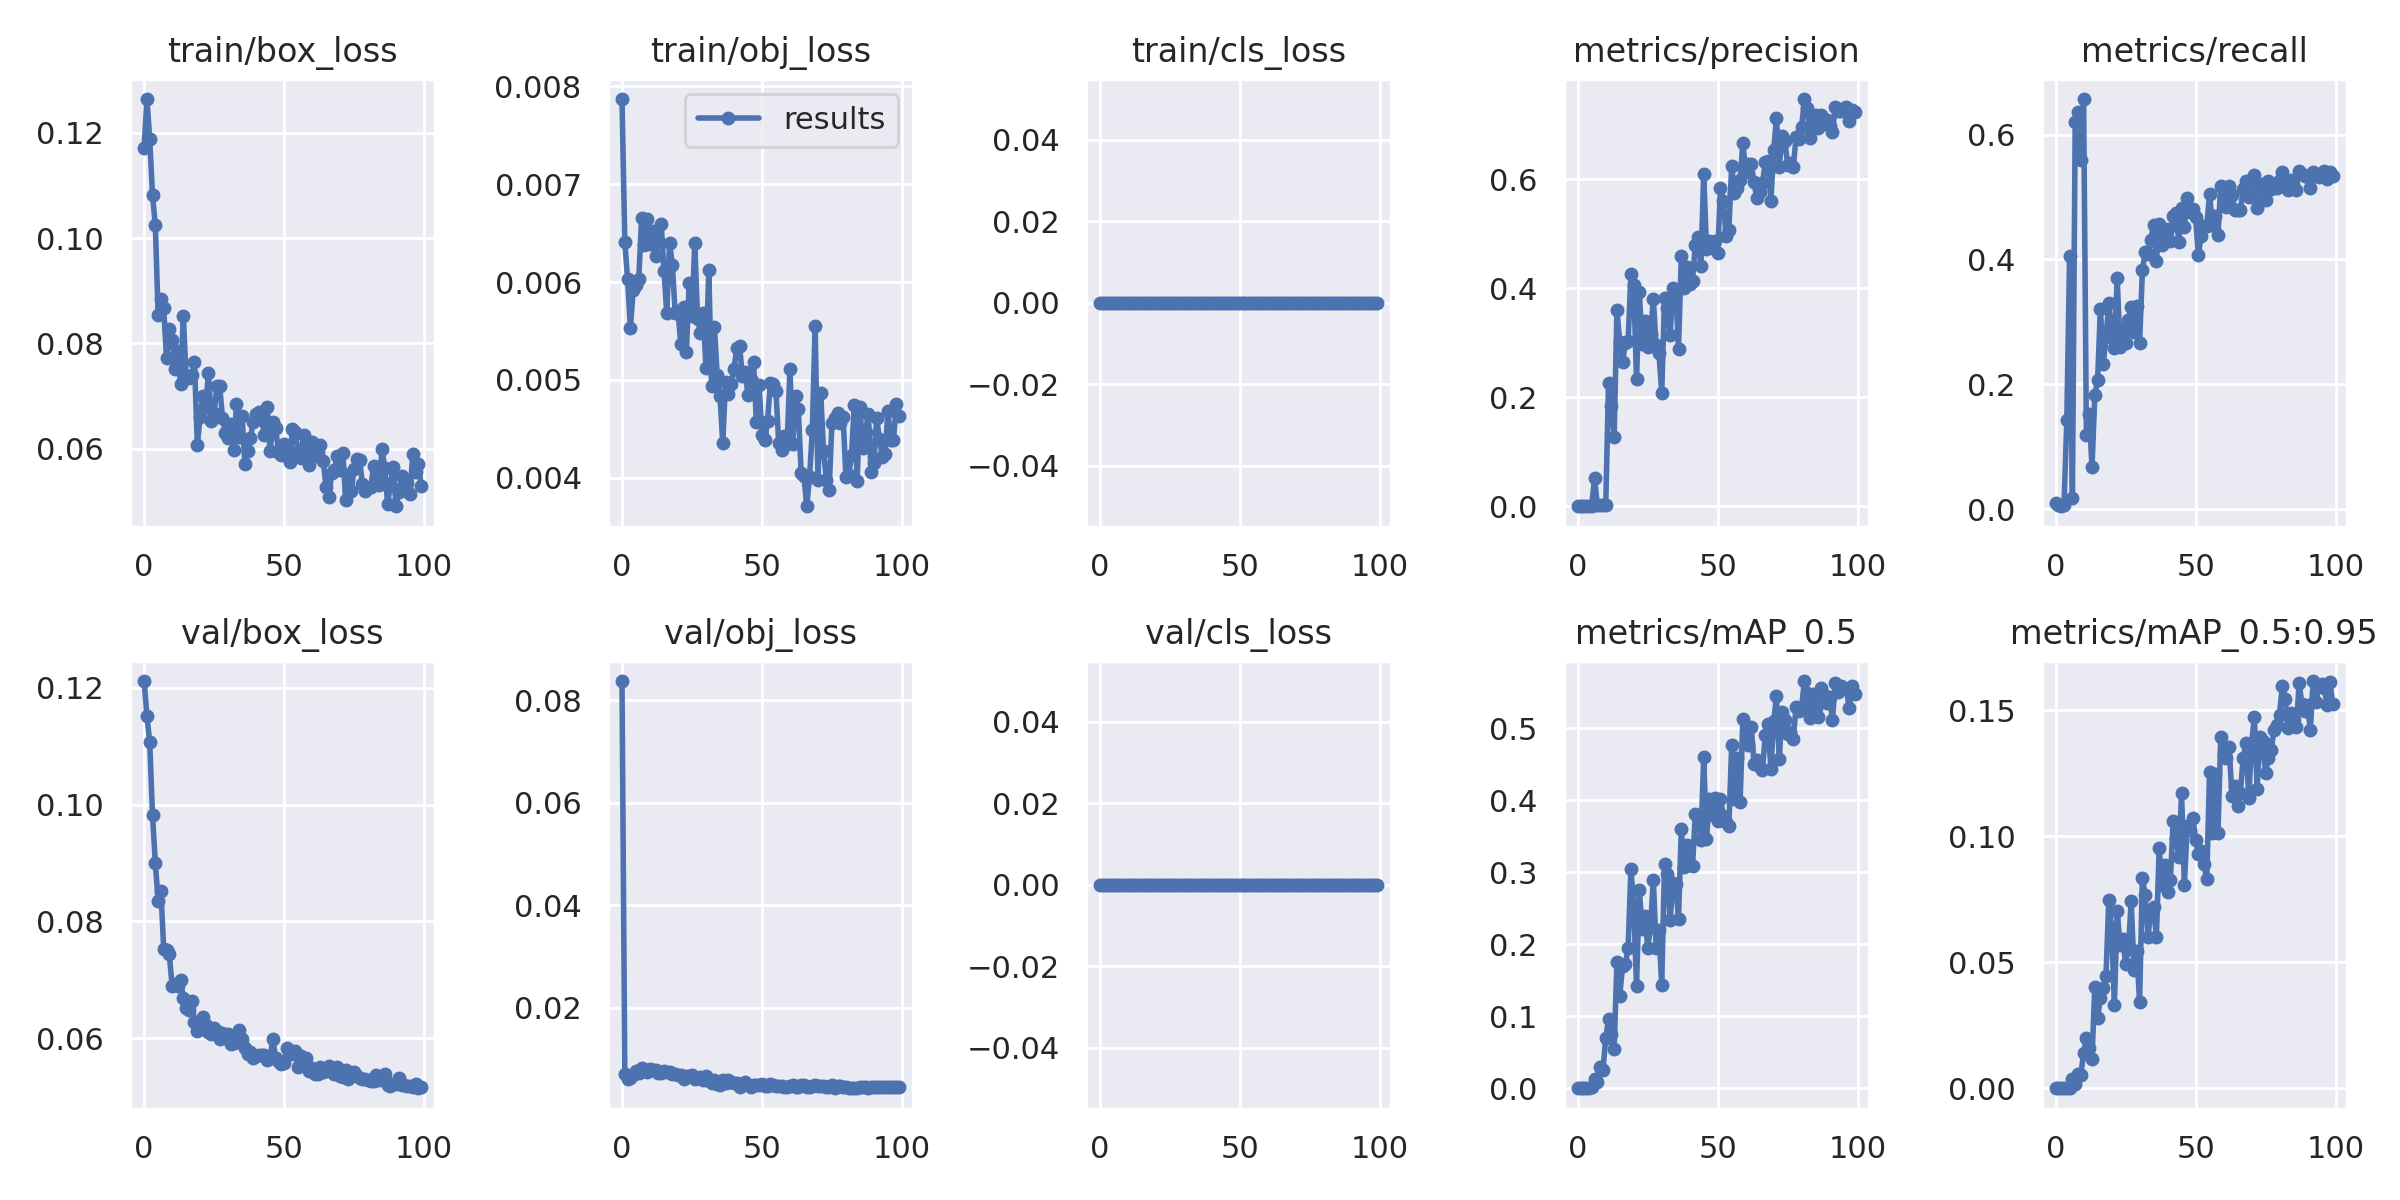 train/box_loss
train/obj_loss
train/cls_loss
metrics/precision
metrics/recall
0.12
0.10
0.08
0.06
0 50 100
0.008
0.007
0.006
0.005
0.004
results
0 50 100
0.04
0.02
0.00
−0.02
−0.04
0 50 100
0.6
0.4
0.2
0.0
0 50 100
0.6
0.4
0.2
0.0
0 50 100
val/box_loss
val/obj_loss
val/cls_loss
metrics/mAP_0.5
metrics/mAP_0.5:0.95
0.12
0.10
0.08
0.06
0 50 100
0.08
0.06
0.04
0.02
0 50 100
0.04
0.02
0.00
−0.02
−0.04
0 50 100
0.5
0.4
0.3
0.2
0.1
0.0
0 50 100
0.15
0.10
0.05
0.00
0 50 100